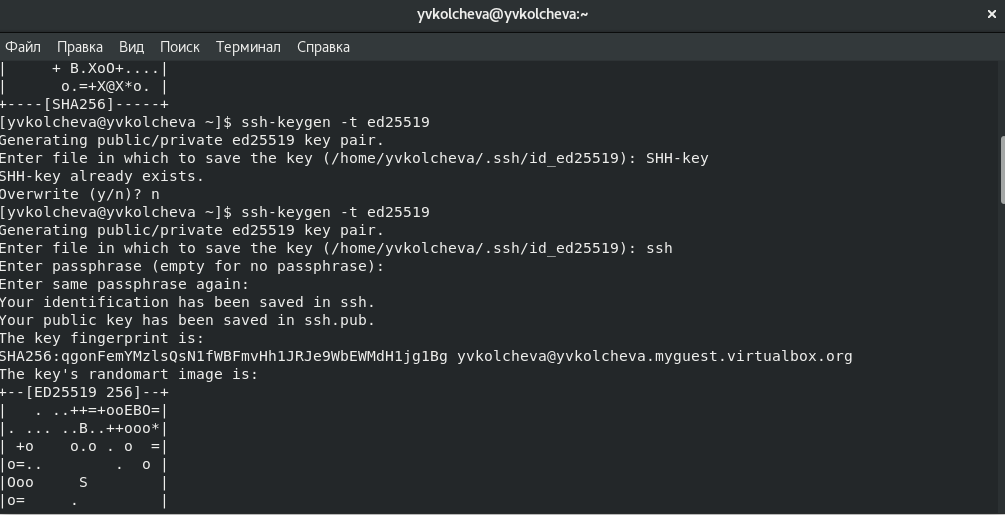 yvkolcheva@yvkolcheva:~
Файл Правка Вид Поиск Терминал Справка
|     + B.XoO+....|
|      o.=+X@X*o. |
+----[SHA256]-----+
[yvkolcheva@yvkolcheva ~]$ ssh-keygen -t ed25519
Generating public/private ed25519 key pair.
Enter file in which to save the key (/home/yvkolcheva/.ssh/id_ed25519): SHH-key
SHH-key already exists.
Overwrite (y/n)? n
[yvkolcheva@yvkolcheva ~]$ ssh-keygen -t ed25519
Generating public/private ed25519 key pair.
Enter file in which to save the key (/home/yvkolcheva/.ssh/id_ed25519): ssh
Enter passphrase (empty for no passphrase):
Enter same passphrase again:
Your identification has been saved in ssh.
Your public key has been saved in ssh.pub.
The key fingerprint is:
SHA256:qgonFemYMzlsQsN1fWBFmvHh1JRJe9WbEWMdH1jg1Bg yvkolcheva@yvkolcheva.myguest.virtualbox.org
The key's randomart image is:
+--[ED25519 256]--+
|   . ..++=+ooEBO=|
|. ... ..B..++ooo*|
| +o    o.o . o  =|
|o=..        .  o |
|Ooo     S        |
|o=     .         |